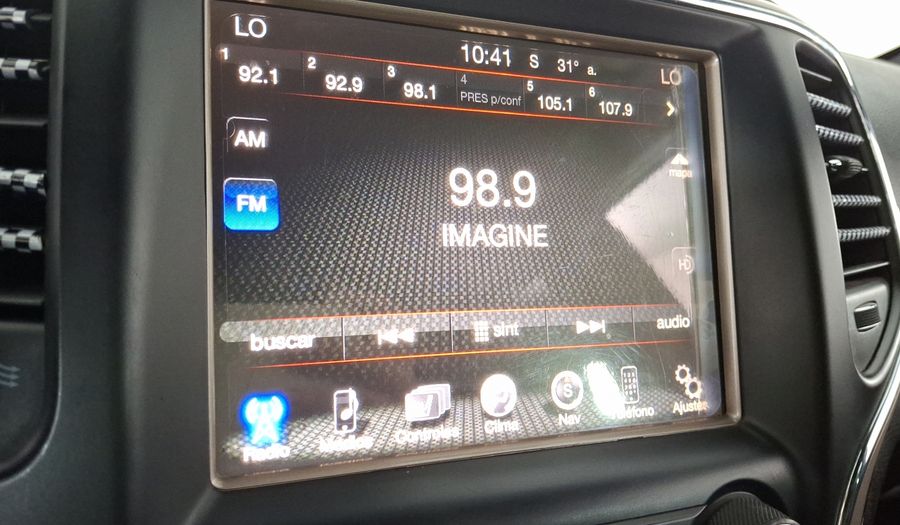 LO
10:41 S 31° a.
LO
1 92.1
2 92.9
3 98.1
4 PRES p/conf
5 105.1
6 107.9
AM
mapa
FM
98.9
IMAGINE
HD
buscar
sint
audio
Radio
Controles
Clima
S
Nav
Teléfono
Ajustes